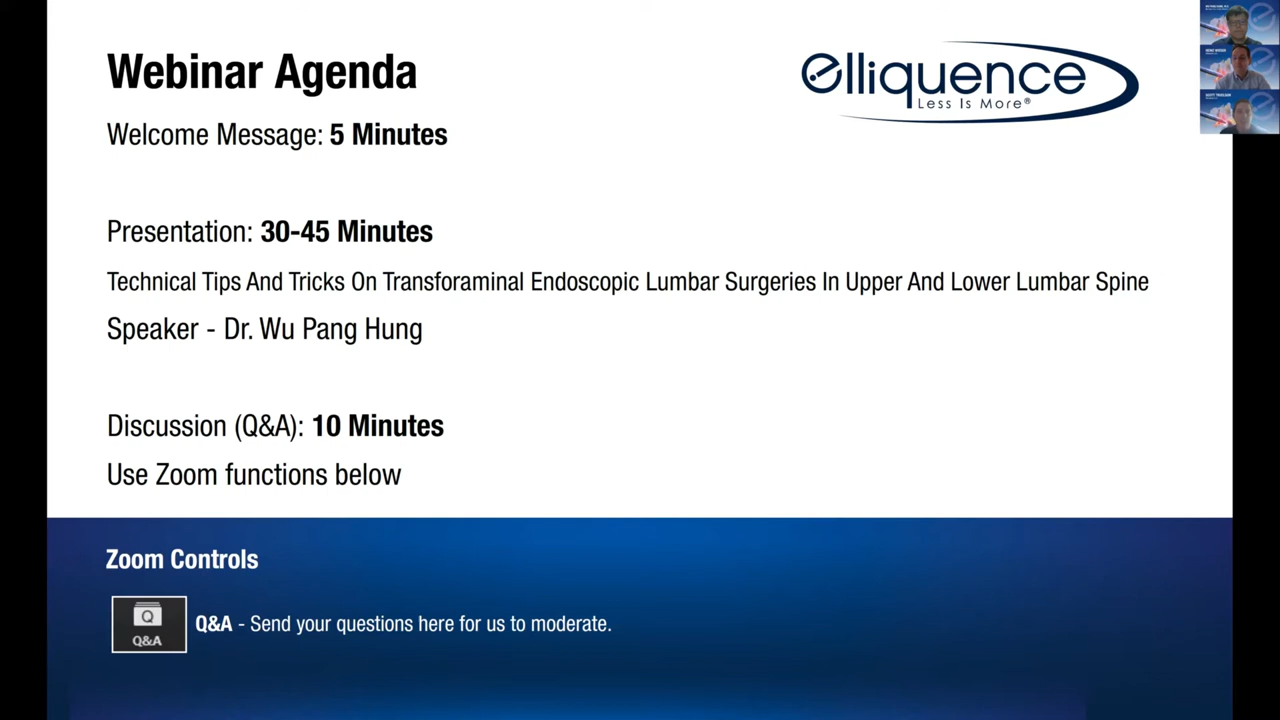 Webinar Agenda
elliquence
Less Is More®
Welcome Message: 5 Minutes
Presentation: 30-45 Minutes
Technical Tips And Tricks On Transforaminal Endoscopic Lumbar Surgeries In Upper And Lower Lumbar Spine
Speaker - Dr. Wu Pang Hung
Discussion (Q&A): 10 Minutes
Use Zoom functions below
Zoom Controls
Q
Q&A
Q&A - Send your questions here for us to moderate.